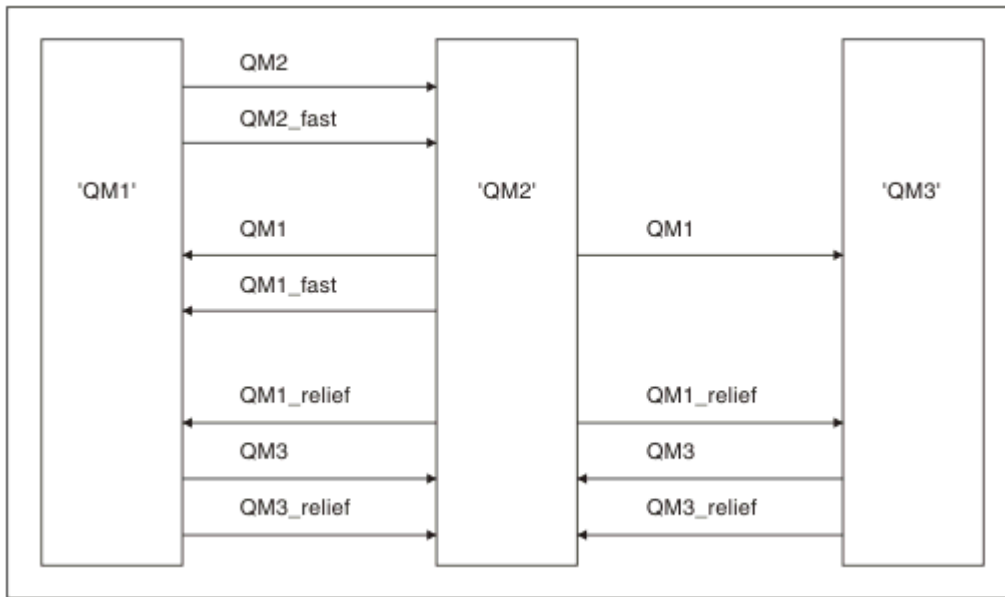 QM2
QM2_fast
'QM1' 'QM2' 'QM3'
QM1 QM1
QM1_fast
QM1_relief QM1_relief
QM3 QM3
QM3_relief QM3_relief